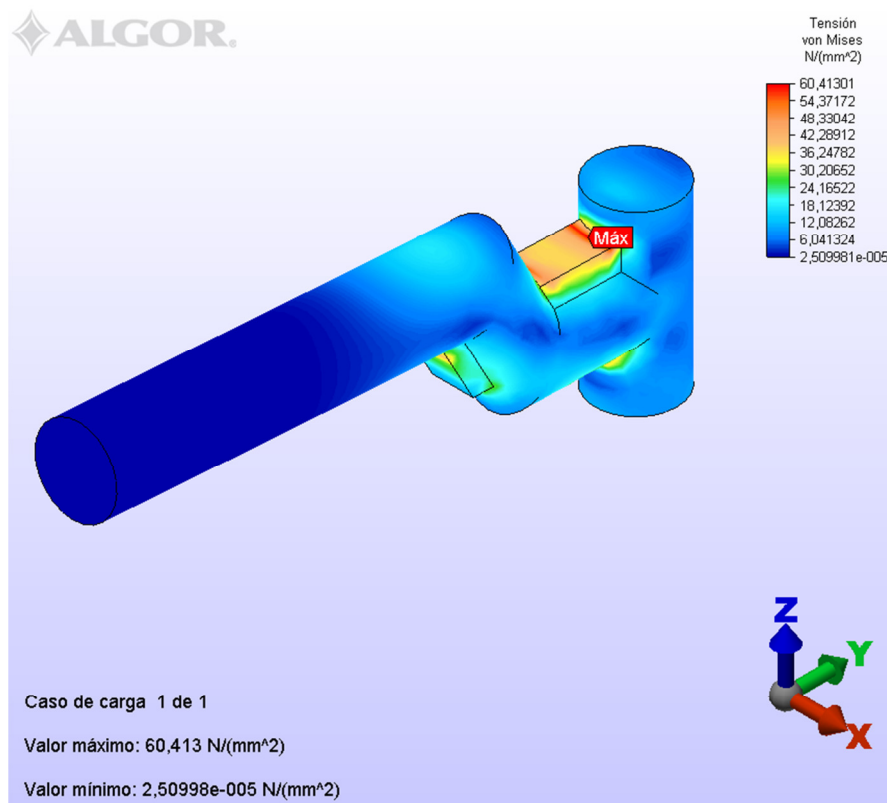 ALGOR®
Tensión
von Mises
N/(mm^2)
60,41301
54,37172
48,33042
42,28912
36,24782
30,20652
24,16522
18,12392
12,08262
6,041324
2,509981e-005
Máx
Z
Y
X
Caso de carga 1 de 1
Valor máximo: 60,413 N/(mm^2)
Valor mínimo: 2,50998e-005 N/(mm^2)